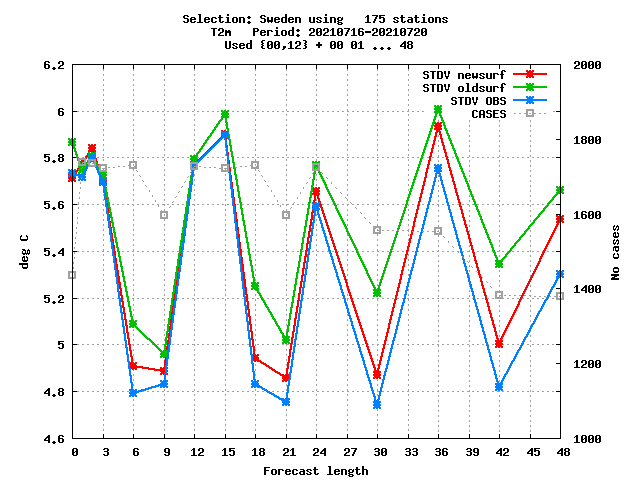 Selection: Sweden using   175 stations
T2m   Period: 20210716-20210720
Used {00,12} + 00 01 ... 48
STDV newsurf
STDV oldsurf
STDV OBS
CASES
6.2
6
5.8
5.6
5.4
5.2
5
4.8
4.6
deg C
2000
1800
1600
1400
1200
1000
No cases
0 3 6 9 12 15 18 21 24 27 30 33 36 39 42 45 48
Forecast length